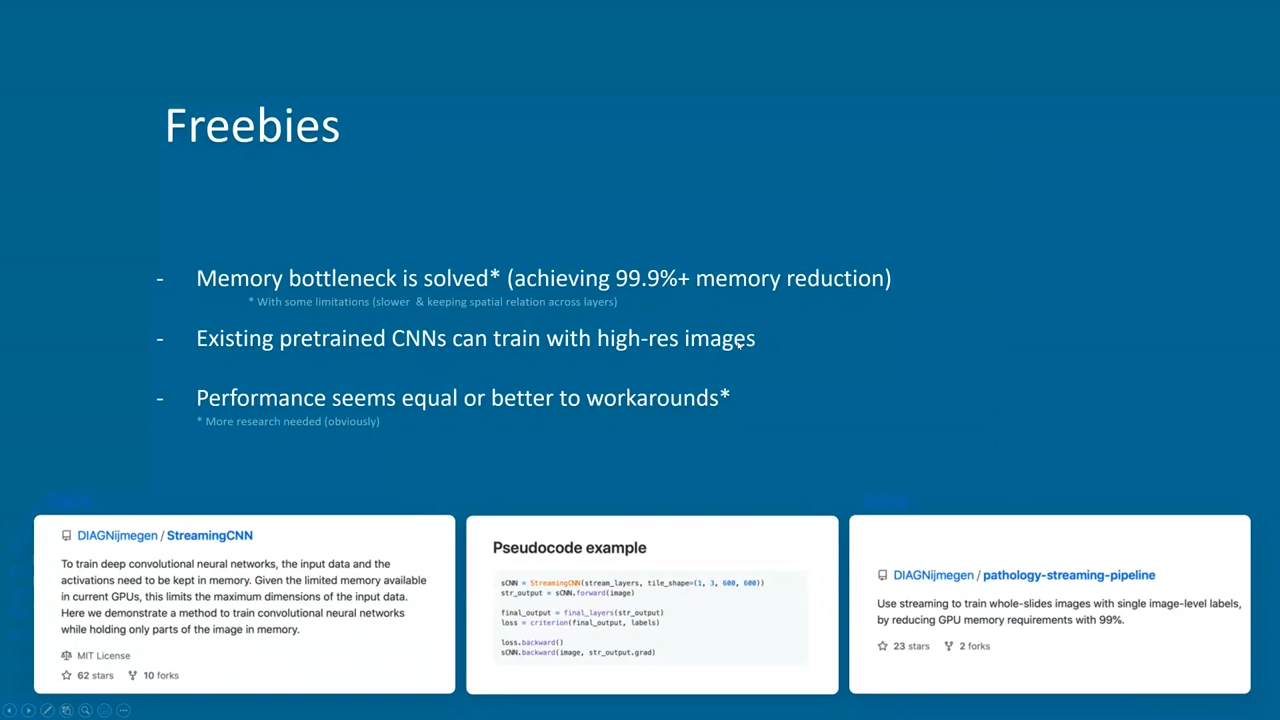 Freebies
- Memory bottleneck is solved* (achieving 99.9%+ memory reduction)
* With some limitations (slower & keeping spatial relation across layers)
- Existing pretrained CNNs can train with high-res images
- Performance seems equal or better to workarounds*
* More research needed (obviously)
DIAGNijmegen / StreamingCNN
To train deep convolutional neural networks, the input data and the
activations need to be kept in memory. Given the limited memory available
in current GPUs, this limits the maximum dimensions of the input data.
Here we demonstrate a method to train convolutional neural networks
while holding only parts of the image in memory.
MIT License
62 stars 10 forks
Pseudocode example
sCNN = StreamingCNN(stream_layers, tile_shape=(1, 3, 600, 600))
str_output = sCNN.forward(image)
final_output = final_layers(str_output)
loss = criterion(final_output, labels)
loss.backward()
sCNN.backward(image, str_output.grad)
DIAGNijmegen / pathology-streaming-pipeline
Use streaming to train whole-slides images with single image-level labels,
by reducing GPU memory requirements with 99%.
23 stars 2 forks